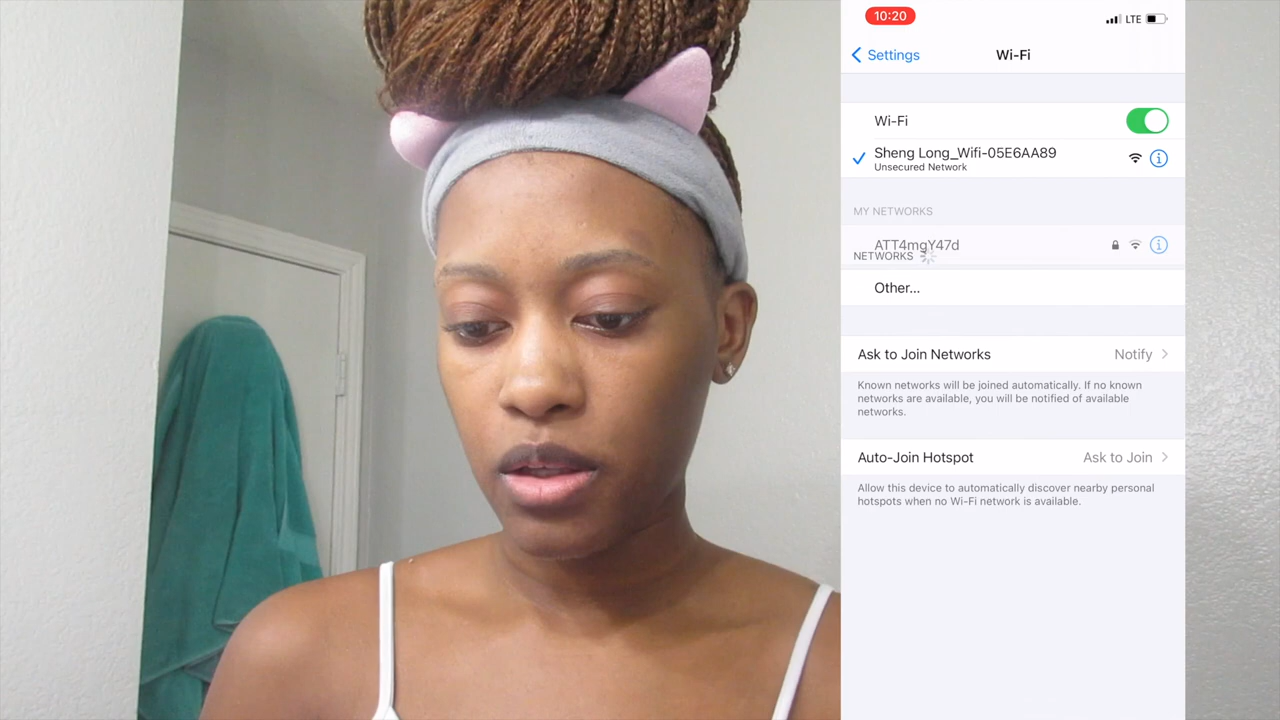 10:20
LTE
Settings
Wi-Fi
Wi-Fi
Sheng Long_Wifi-05E6AA89
Unsecured Network
MY NETWORKS
ATT4mgY47d
NETWORKS
Other...
Ask to Join Networks Notify
Known networks will be joined automatically. If no known
networks are available, you will be notified of available
networks.
Auto-Join Hotspot Ask to Join
Allow this device to automatically discover nearby personal
hotspots when no Wi-Fi network is available.